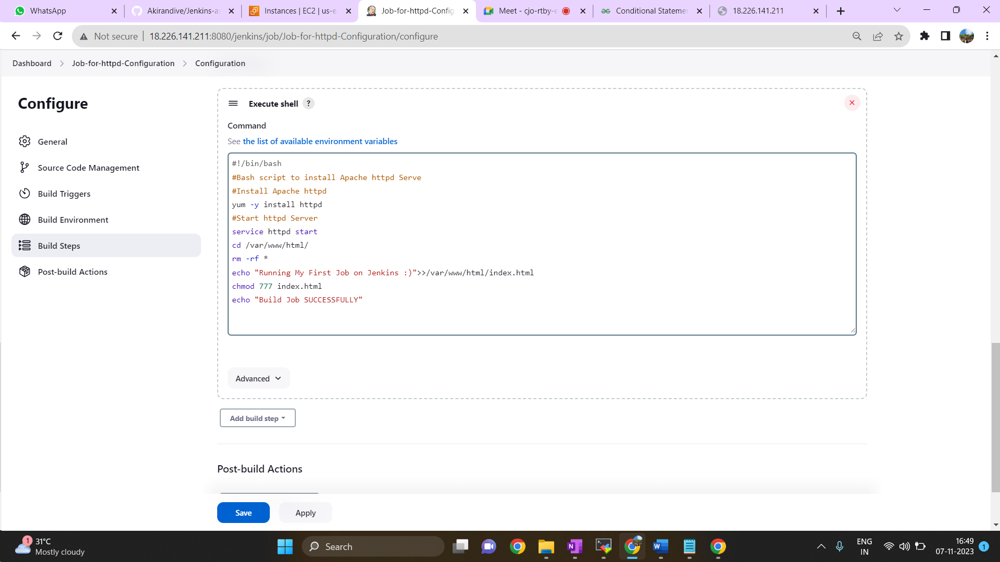 WhatsApp
Akirandive/Jenkins-as
Instances | EC2 | us-e
Job-for-httpd-Config
Meet - cjo-rtby-e
Conditional Statemen
18.226.141.211
Not secure
18.226.141.211:8080/jenkins/job/Job-for-httpd-Configuration/configure
Dashboard
Job-for-httpd-Configuration
Configuration
Configure
General
Source Code Management
Build Triggers
Build Environment
Build Steps
Post-build Actions
Execute shell ?
Command
See the list of available environment variables
#!/bin/bash
#Bash script to install Apache httpd Serve
#Install Apache httpd
yum -y install httpd
#Start httpd Server
service httpd start
cd /var/www/html/
rm -rf *
echo "Running My First Job on Jenkins :)">>/var/www/html/index.html
chmod 777 index.html
echo "Build Job SUCCESSFULLY"
Advanced
Add build step
Post-build Actions
Save
Apply
1
31°C
Mostly cloudy
Search
ENG
IN
16:49
07-11-2023
1